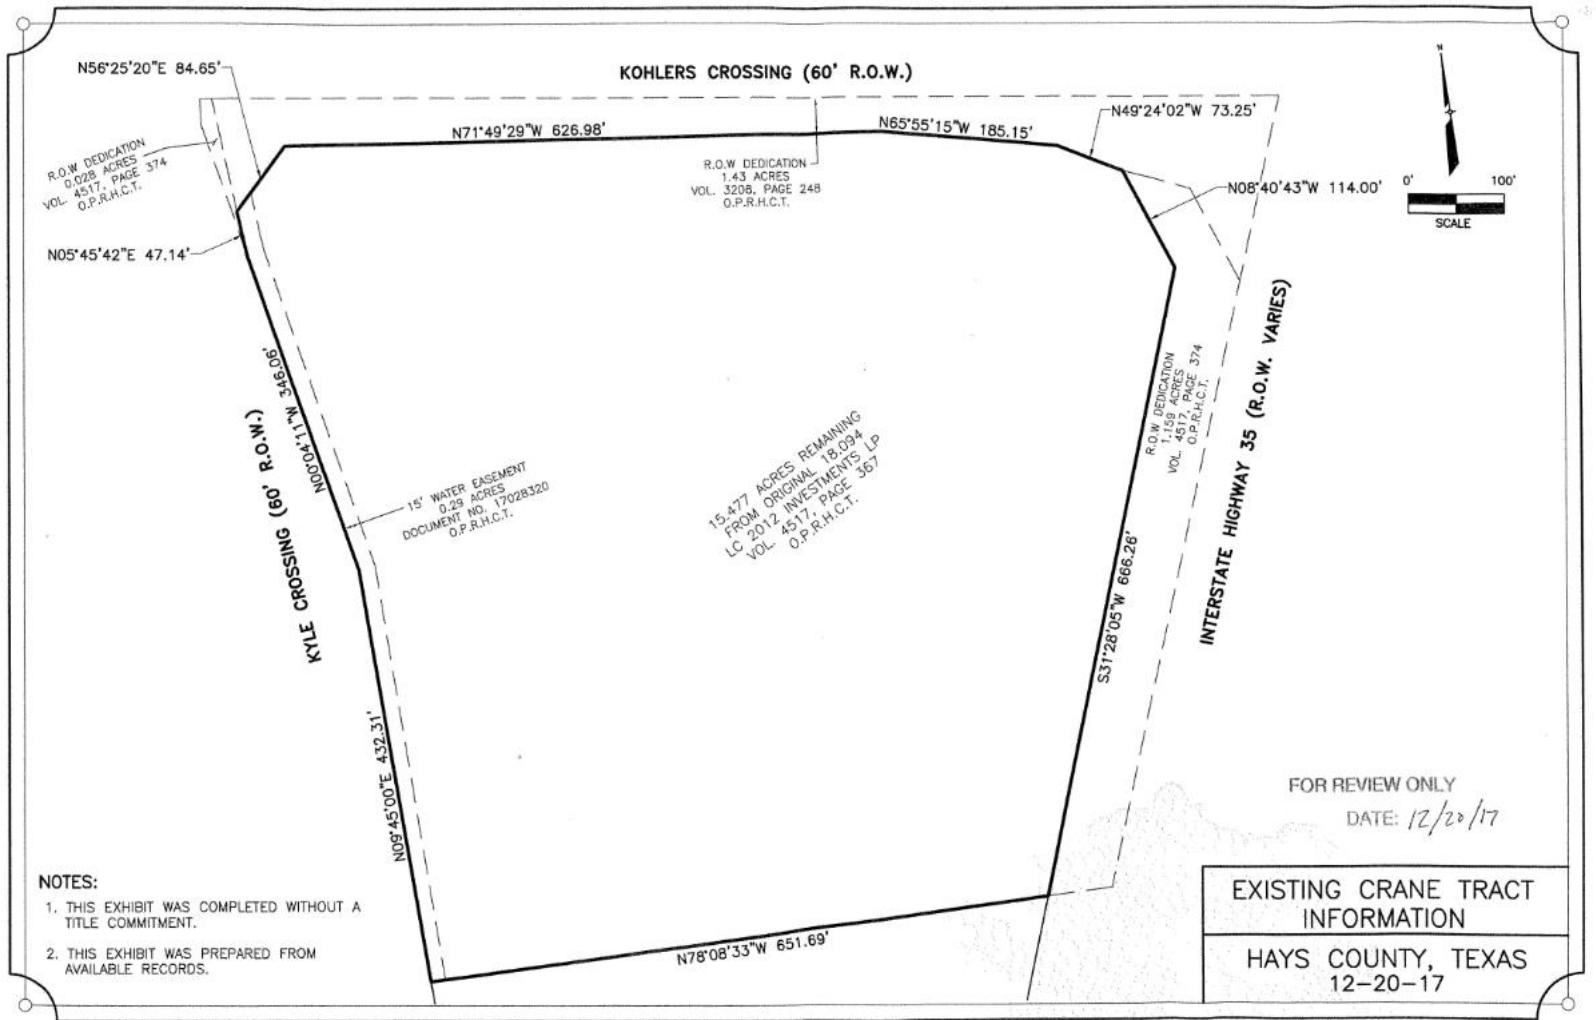 KOHLERS CROSSING (60' R.O.W.)
N56°25'20"E 84.65'
N71°49'29"W 626.98'
N65°55'15"W 185.15'
N49°24'02"W 73.25'
N08°40'43"W 114.00'
N
0' 100'
SCALE
R.O.W DEDICATION
0.028 ACRES
VOL. 4517, PAGE 374
O.P.R.H.C.T.
R.O.W DEDICATION
1.43 ACRES
VOL. 3206, PAGE 248
O.P.R.H.C.T.
N05°45'42"E 47.14'
N00°04'11"W 346.06'
KYLE CROSSING (60' R.O.W.)
15' WATER EASEMENT
0.29 ACRES
DOCUMENT NO. 17028320
O.P.R.H.C.T.
15.477 ACRES REMAINING
FROM ORIGINAL 18.094
LC 2012 INVESTMENTS LP
VOL. 4517, PAGE 367
O.P.R.H.C.T.
R.O.W DEDICATION
1.159 ACRES
VOL. 4517, PAGE 374
O.P.R.H.C.T.
INTERSTATE HIGHWAY 35 (R.O.W. VARIES)
S31°28'05"W 666.26'
N09°45'00"E 432.31'
N78°08'33"W 651.69'
FOR REVIEW ONLY
DATE: 12/20/17
NOTES:
1. THIS EXHIBIT WAS COMPLETED WITHOUT A
TITLE COMMITMENT.
2. THIS EXHIBIT WAS PREPARED FROM
AVAILABLE RECORDS.
EXISTING CRANE TRACT
INFORMATION
HAYS COUNTY, TEXAS
12-20-17